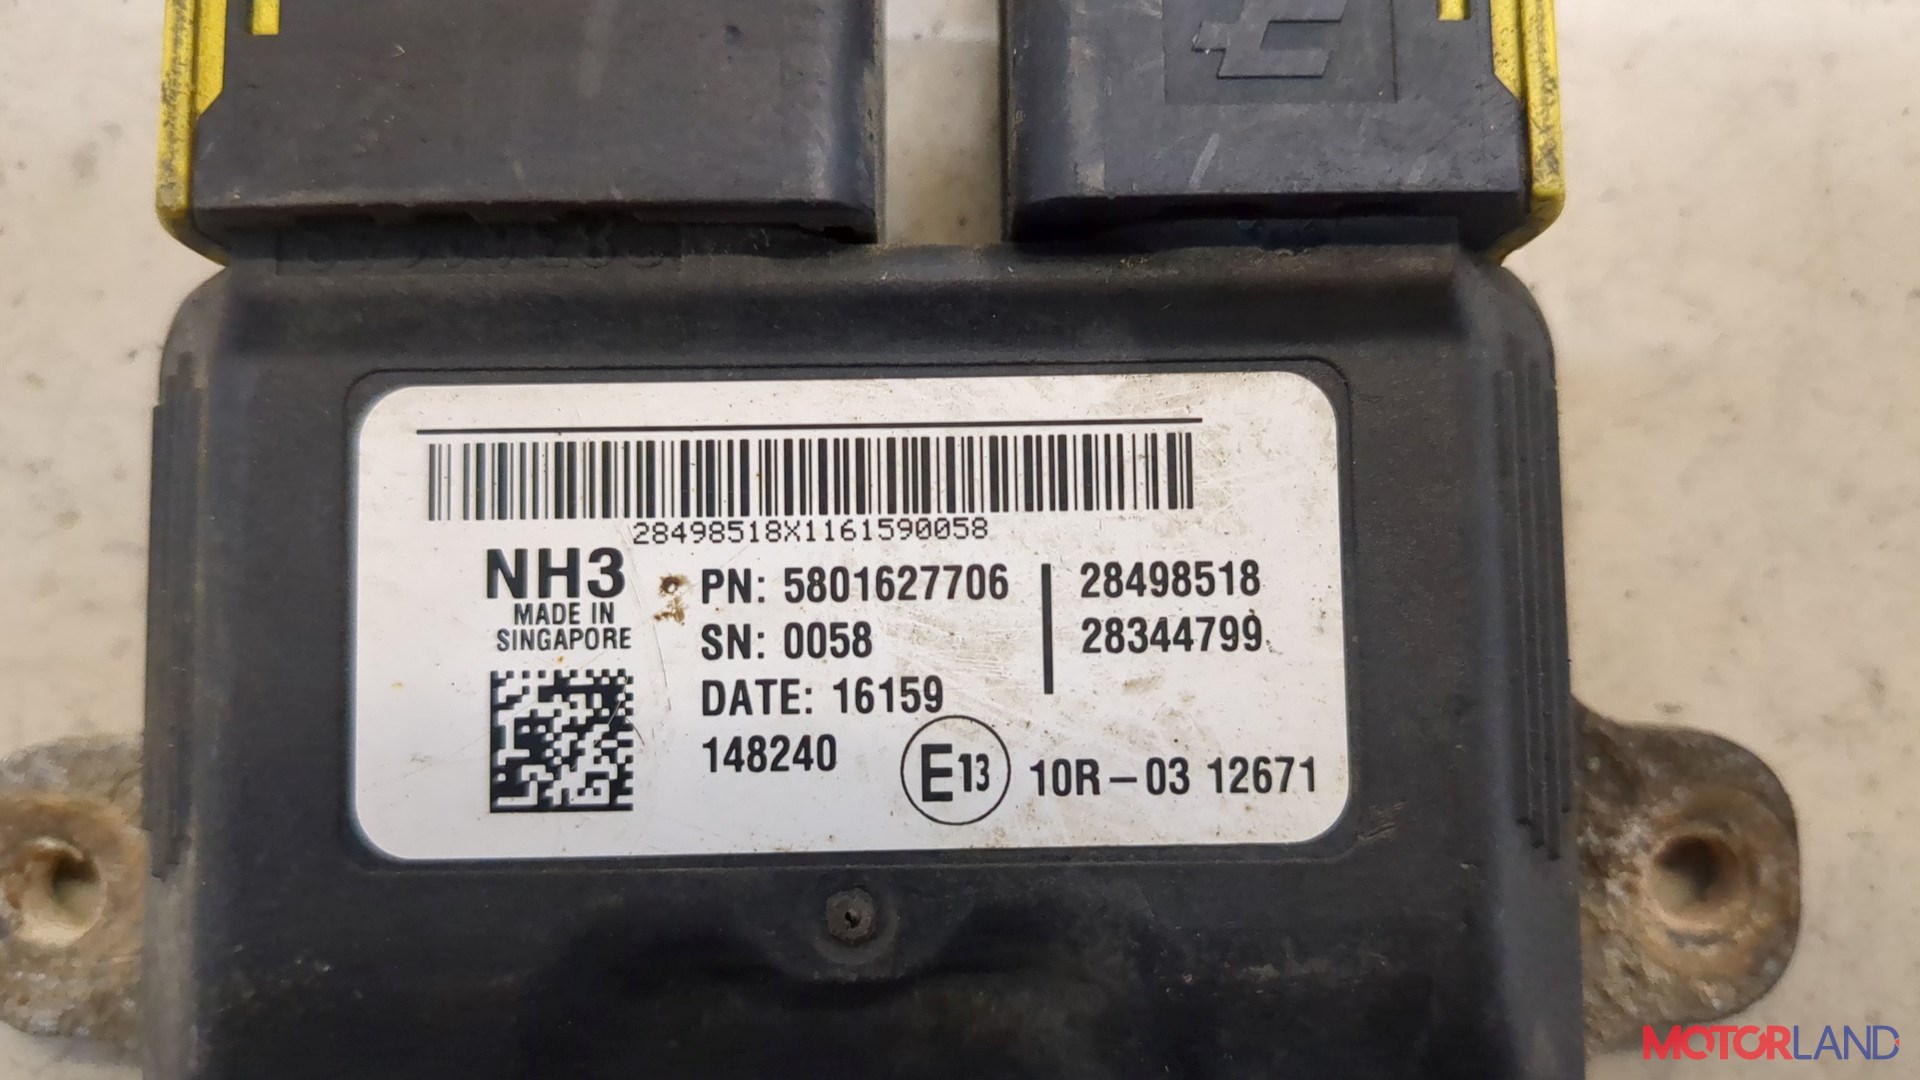 28498518X1161590058
NH3
MADE IN
SINGAPORE
PN: 5801627706
SN: 0058
DATE: 16159
148240
28498518
28344799
E13
10R-03 12671
MOTORLAND